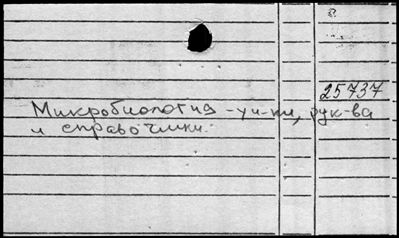 25737
Микробиология - уч-ки, рук-ва
и справочники.